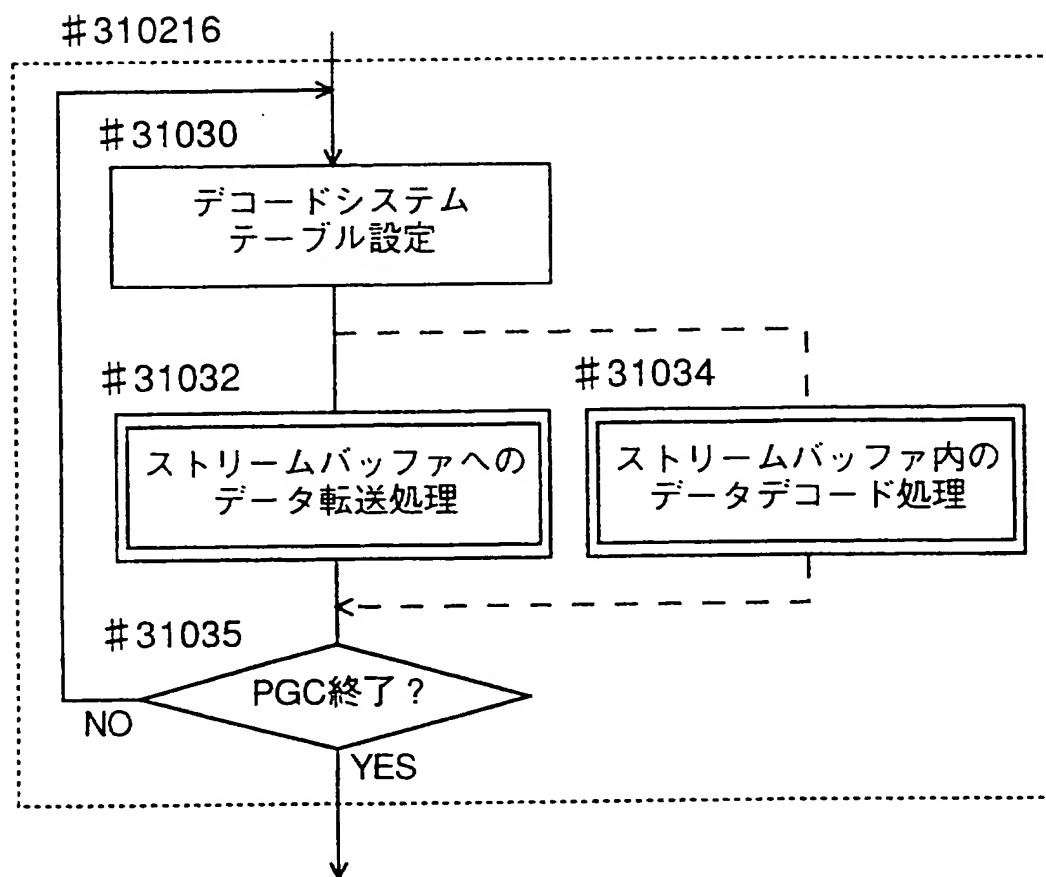 #310216
#31030
デコードシステム
テーブル設定
#31032
#31034
ストリームバッファへの
データ転送処理
ストリームバッファ内の
データデコード処理
#31035
PGC終了?
NO
YES